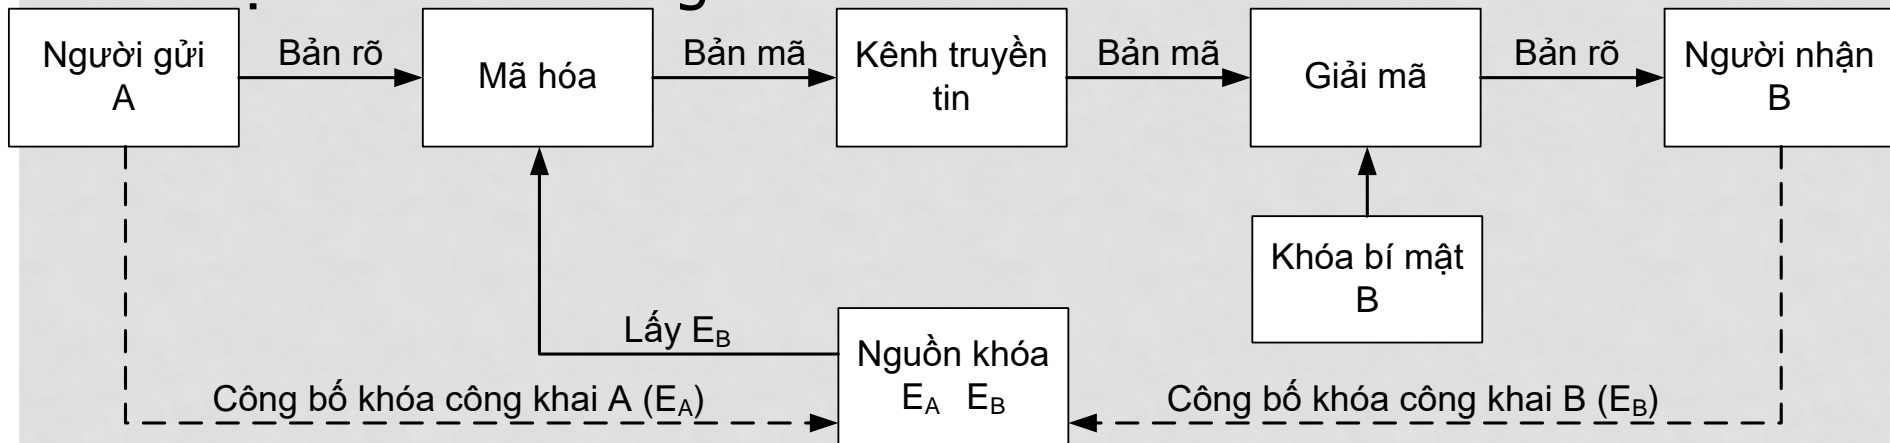 Người gửi
A
Bản rõ
Mã hóa
Bản mã
Kênh truyền
tin
Bản mã
Giải mã
Bản rõ
Người nhận
B
Khóa bí mật
B
Lấy E_B
Nguồn khóa
E_A E_B
Công bố khóa công khai A (E_A)
Công bố khóa công khai B (E_B)